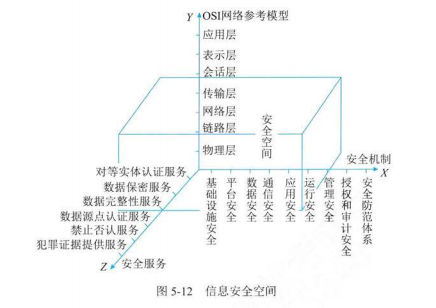 Y OSI网络参考模型
应用层
表示层
会话层
传输层
网络层
链路层
物理层
安全空间
安全机制
X
对等实体认证服务
数据保密服务
数据完整性服务
数据源点认证服务
禁止否认服务
犯罪证据提供服务
Z 安全服务
基础设施安全
平台安全
数据安全
通信安全
应用安全
运行安全
管理安全
授权和审计安全
安全防范体系
图 5-12 信息安全空间